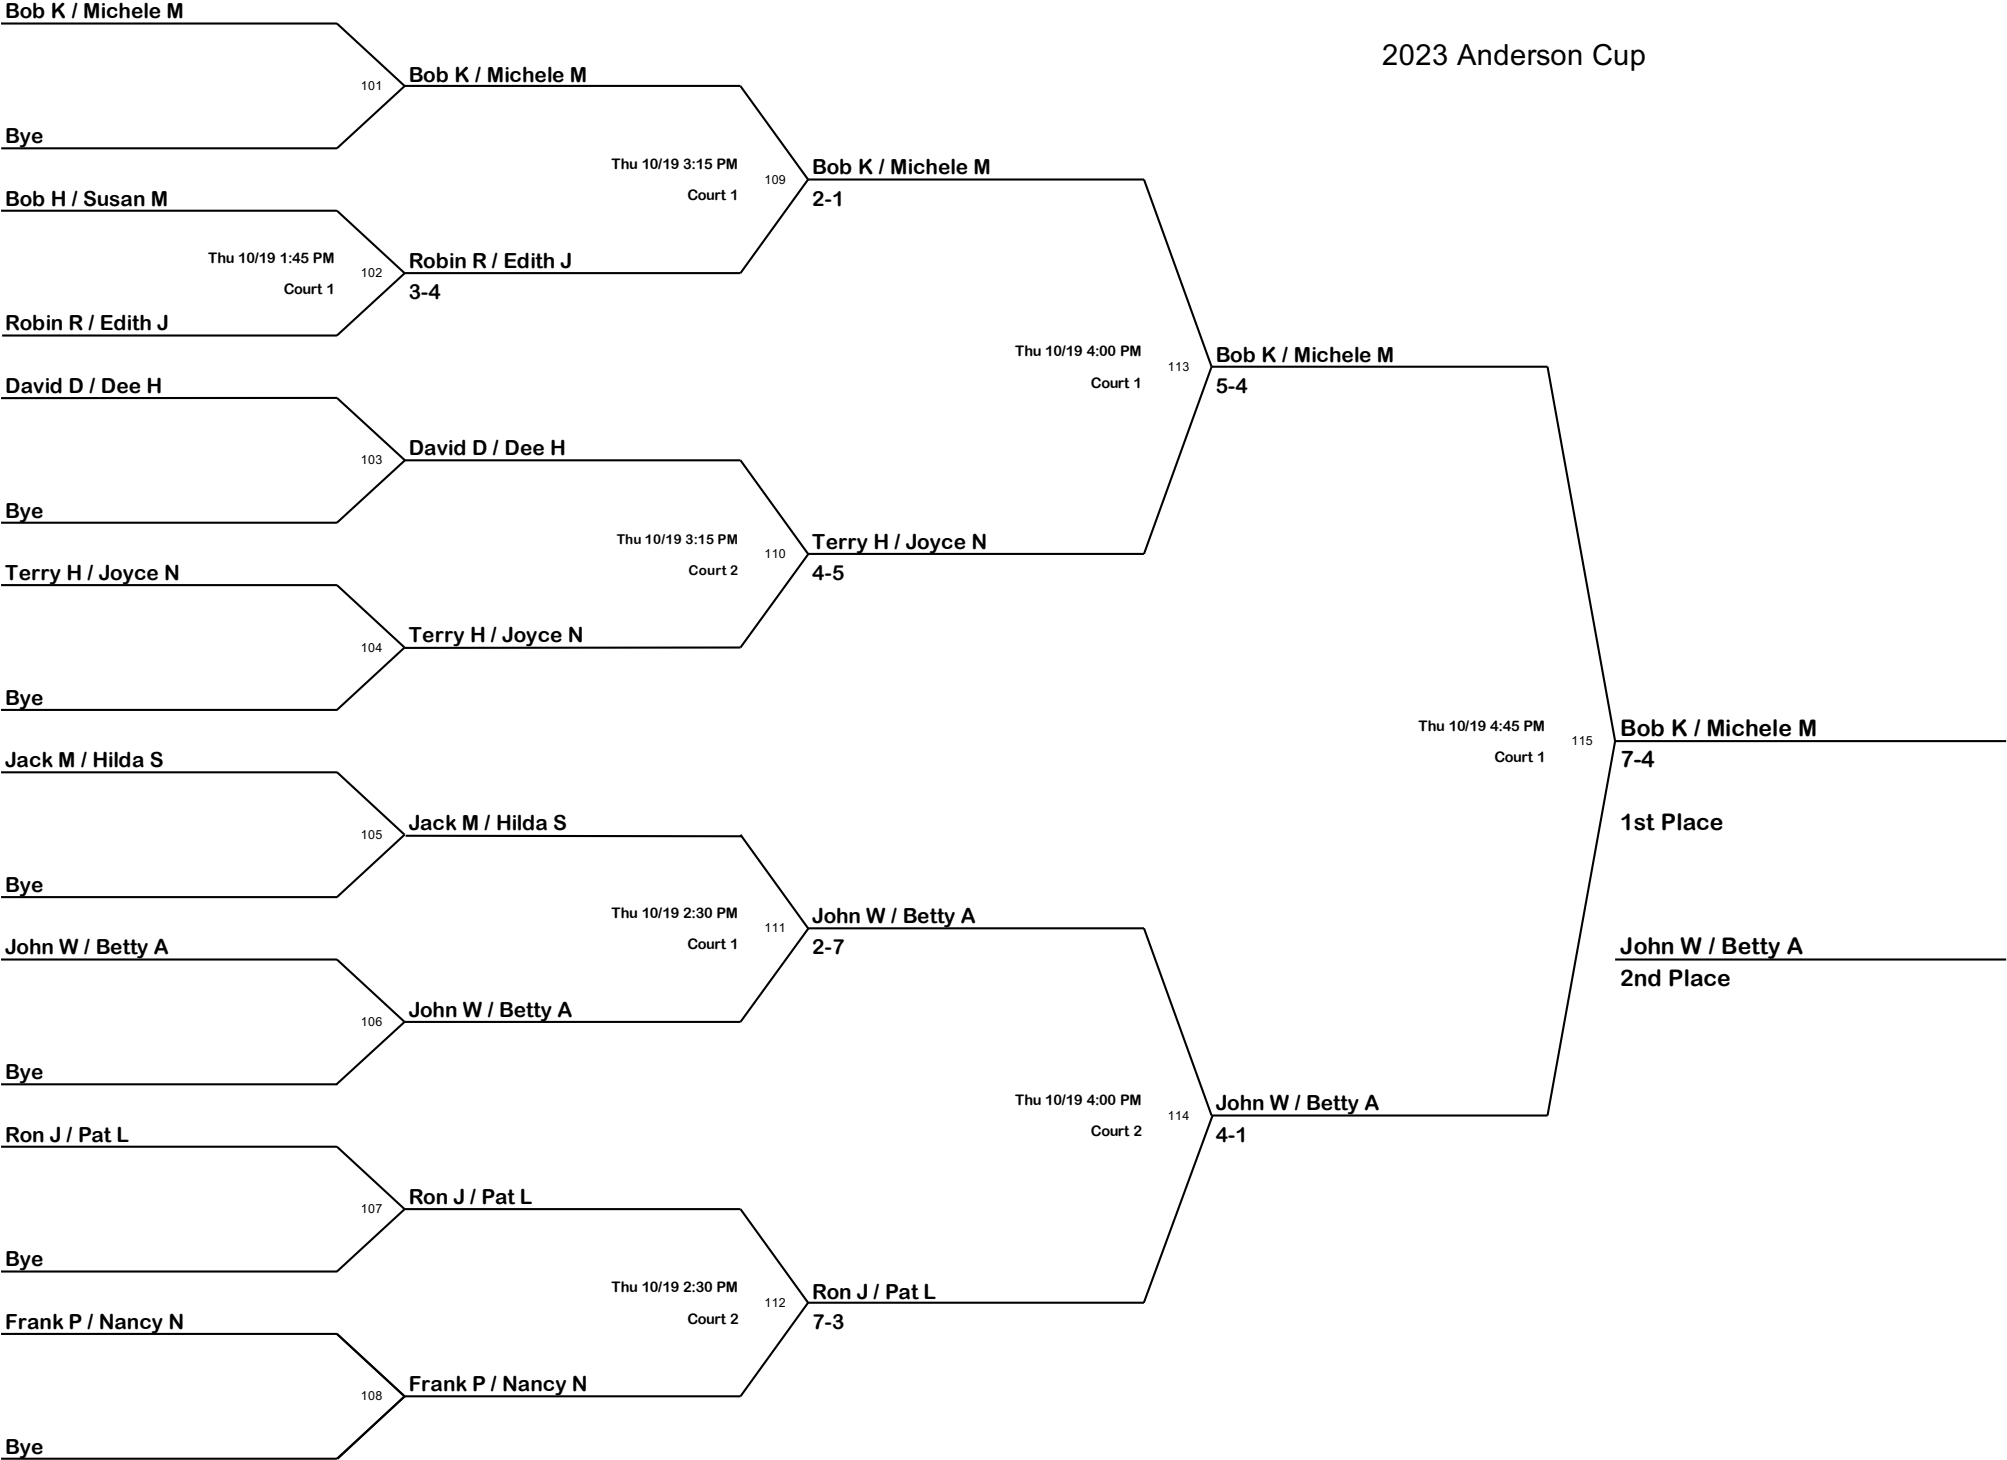 2023 Anderson Cup
Bob K / Michele M
101
Bye
Bob H / Susan M
Thu 10/19 1:45 PM
102
Court 1
Robin R / Edith J
David D / Dee H
103
Bye
Terry H / Joyce N
104
Bye
Jack M / Hilda S
105
Bye
John W / Betty A
106
Bye
Ron J / Pat L
107
Bye
Frank P / Nancy N
108
Bye
Bob K / Michele M
Thu 10/19 3:15 PM
109
Court 1
Robin R / Edith J
3-4
David D / Dee H
Thu 10/19 3:15 PM
110
Court 2
Terry H / Joyce N
Jack M / Hilda S
Thu 10/19 2:30 PM
111
Court 1
John W / Betty A
Ron J / Pat L
Thu 10/19 2:30 PM
112
Court 2
Frank P / Nancy N
Bob K / Michele M
2-1
Thu 10/19 4:00 PM
113
Court 1
Terry H / Joyce N
4-5
John W / Betty A
2-7
Thu 10/19 4:00 PM
114
Court 2
Ron J / Pat L
7-3
Bob K / Michele M
5-4
Thu 10/19 4:45 PM
115
Court 1
John W / Betty A
4-1
Bob K / Michele M
7-4
1st Place
John W / Betty A
2nd Place